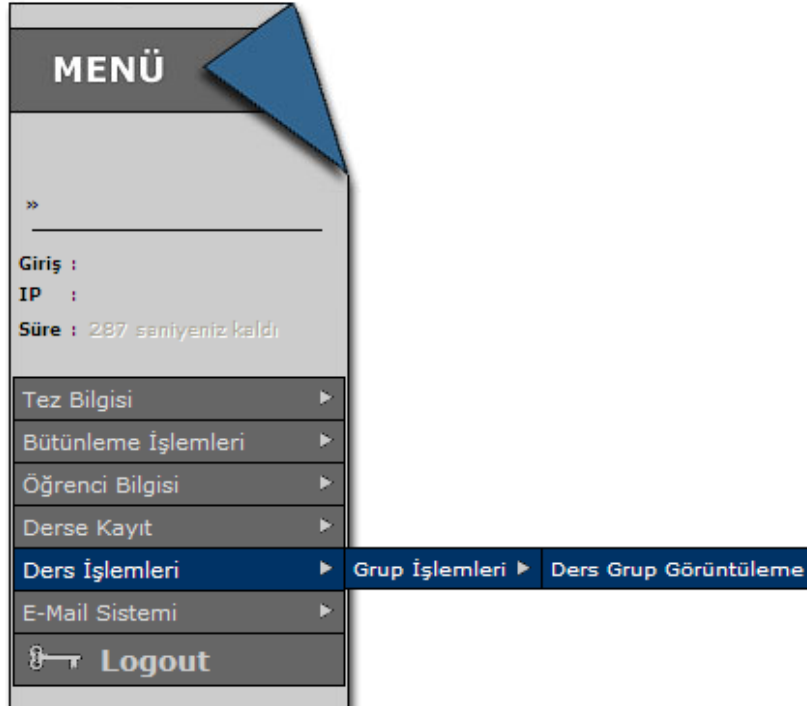 MENÜ
»
Giriş :
IP :
Süre : 287 saniyeniz kaldı
Tez Bilgisi
Bütünleme İşlemleri
Öğrenci Bilgisi
Derse Kayıt
Ders İşlemleri Grup İşlemleri Ders Grup Görüntüleme
E-Mail Sistemi
Logout